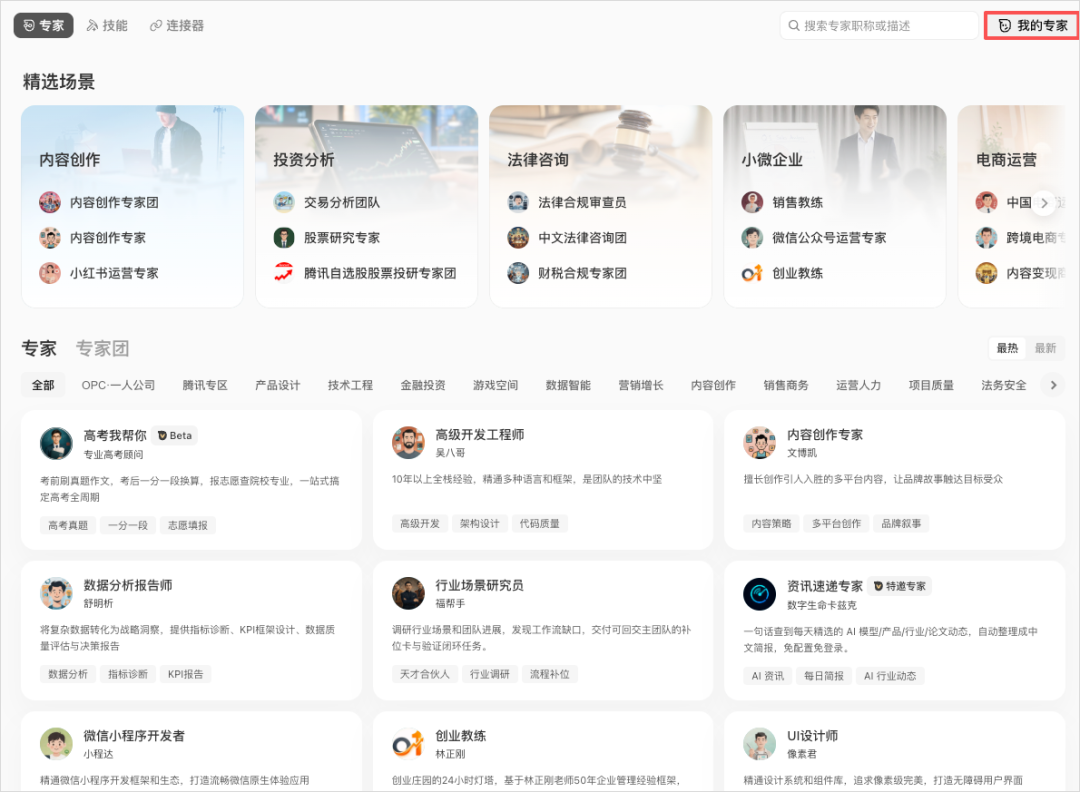 专家
技能
连接器
搜索专家职称或描述
我的专家
精选场景
内容创作
内容创作专家团
内容创作专家
小红书运营专家
投资分析
交易分析团队
股票研究专家
腾讯自选股股票投研专家团
法律咨询
法律合规审查员
中文法律咨询团
财税合规专家团
小微企业
销售教练
微信公众号运营专家
创业教练
电商运营
中国
跨境电商专
内容变现
专家
专家团
最热
最新
全部
OPC·一人公司
腾讯专区
产品设计
技术工程
金融投资
游戏空间
数据智能
营销增长
内容创作
销售商务
运营人力
项目质量
法务安全
高考我帮你
Beta
专业高考顾问
考前刷真题作文，考后一分一段换算，报志愿查院校专业，一站式搞
定高考全周期
高考真题
一分一段
志愿填报
高级开发工程师
吴八哥
10年以上全栈经验，精通多种语言和框架，是团队的技术中坚
高级开发
架构设计
代码质量
内容创作专家
文博凯
擅长创作引人入胜的多平台内容，让品牌故事触达目标受众
内容策略
多平台创作
品牌叙事
数据分析报告师
舒明析
将复杂数据转化为战略洞察，提供指标诊断、KPI框架设计、数据质
量评估与决策报告
数据分析
指标诊断
KPI报告
行业场景研究员
福帮手
调研行业场景和团队进展，发现工作流缺口，交付可回交主团队的补
位卡与验证闭环任务。
天才合伙人
行业调研
流程补位
资讯速递专家
特邀专家
数字生命卡兹克
一句话查到每天精选的 AI 模型/产品/行业/论文动态，自动整理成中
文简报，免配置免登录。
AI 资讯
每日简报
AI 行业动态
微信小程序开发者
小程达
精通微信小程序开发框架和生态，打造流畅微信原生体验应用
创业教练
林正刚
创业庄园的24小时灯塔，基于林正刚老师50年企业管理经验框架，
UI设计师
像素君
精通设计系统和组件库，追求像素级完美，打造无障碍用户界面